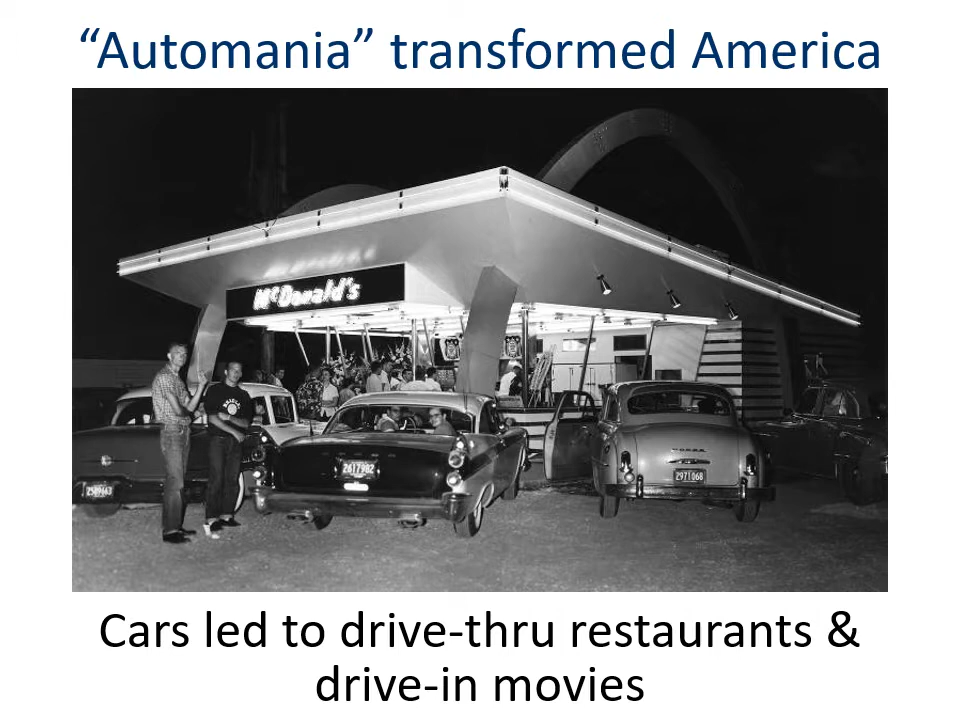 “Automania” transformed America
McDonald's
2617982
2971068
Cars led to drive-thru restaurants &
drive-in movies